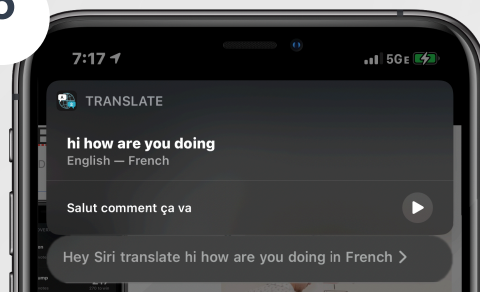 7:17
5GE
TRANSLATE
hi how are you doing
English — French
Salut comment ça va
Hey Siri translate hi how are you doing in French >